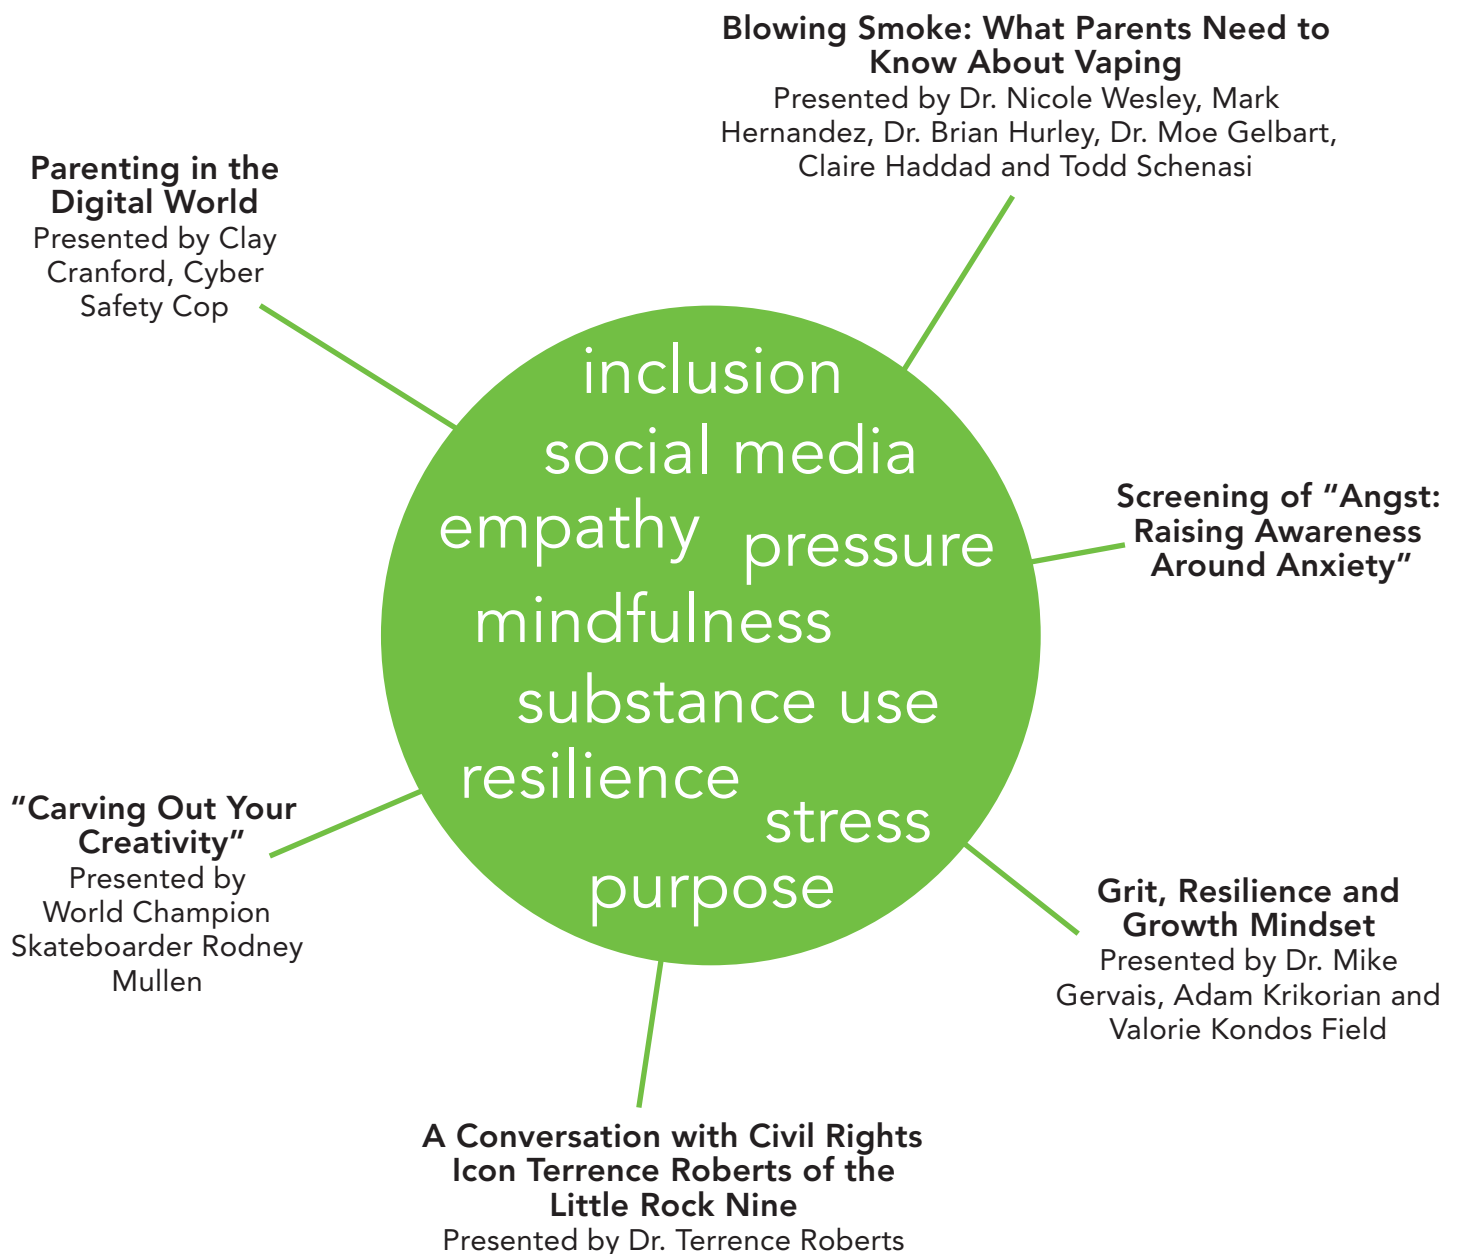 Blowing Smoke: What Parents Need to
Know About Vaping
Presented by Dr. Nicole Wesley, Mark
Hernandez, Dr. Brian Hurley, Dr. Moe Gelbart,
Claire Haddad and Todd Schenasi
Parenting in the
Digital World
Presented by Clay
Cranford, Cyber
Safety Cop
inclusion
social media
empathy
pressure
mindfulness
substance use
resilience
stress
purpose
Screening of “Angst:
Raising Awareness
Around Anxiety”
“Carving Out Your
Creativity”
Presented by
World Champion
Skateboarder Rodney
Mullen
Grit, Resilience and
Growth Mindset
Presented by Dr. Mike
Gervais, Adam Krikorian and
Valorie Kondos Field
A Conversation with Civil Rights
Icon Terrence Roberts of the
Little Rock Nine
Presented by Dr. Terrence Roberts